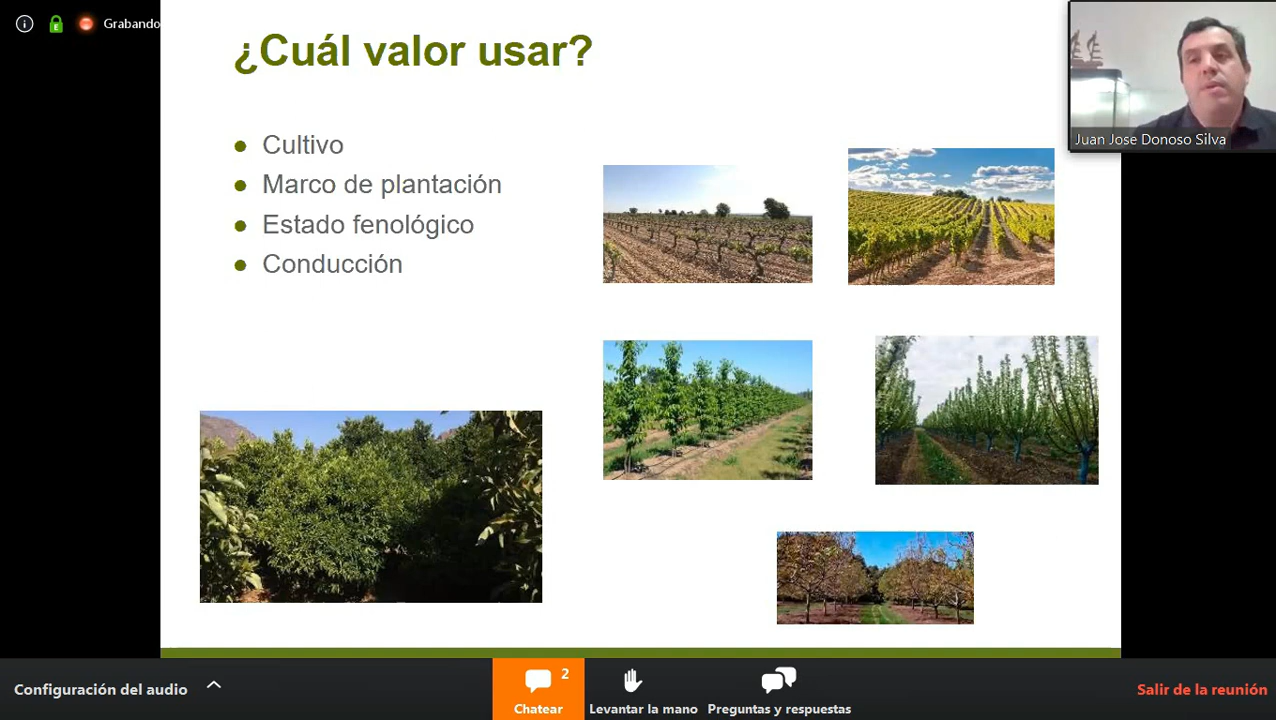 Grabando
¿Cuál valor usar?
Cultivo
Marco de plantación
Estado fenológico
Conducción
Juan Jose Donoso Silva
Configuración del audio
2
Chatear
Levantar la mano
Preguntas y respuestas
Salir de la reunión